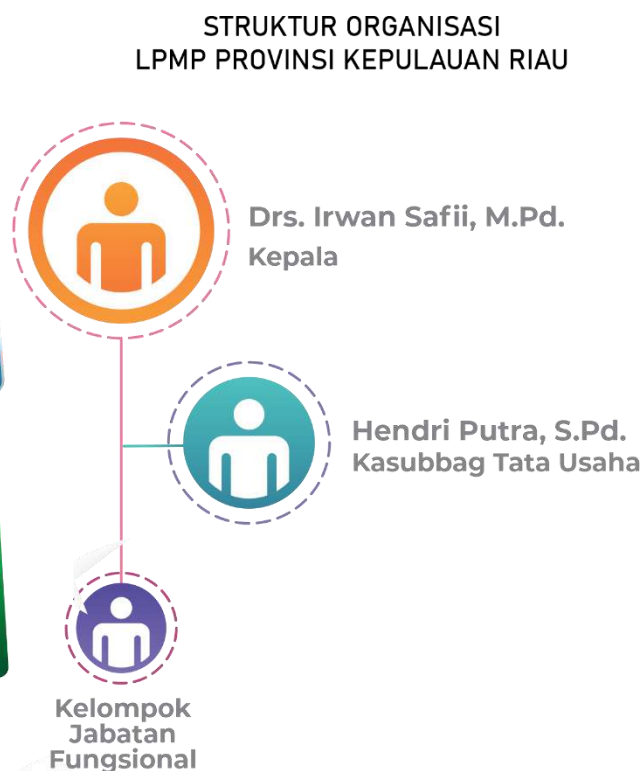 STRUKTUR ORGANISASI
LPMP PROVINSI KEPULAUAN RIAU
Drs. Irwan Safii, M.Pd.
Kepala
Hendri Putra, S.Pd.
Kasubbag Tata Usaha
Kelompok
Jabatan
Fungsional